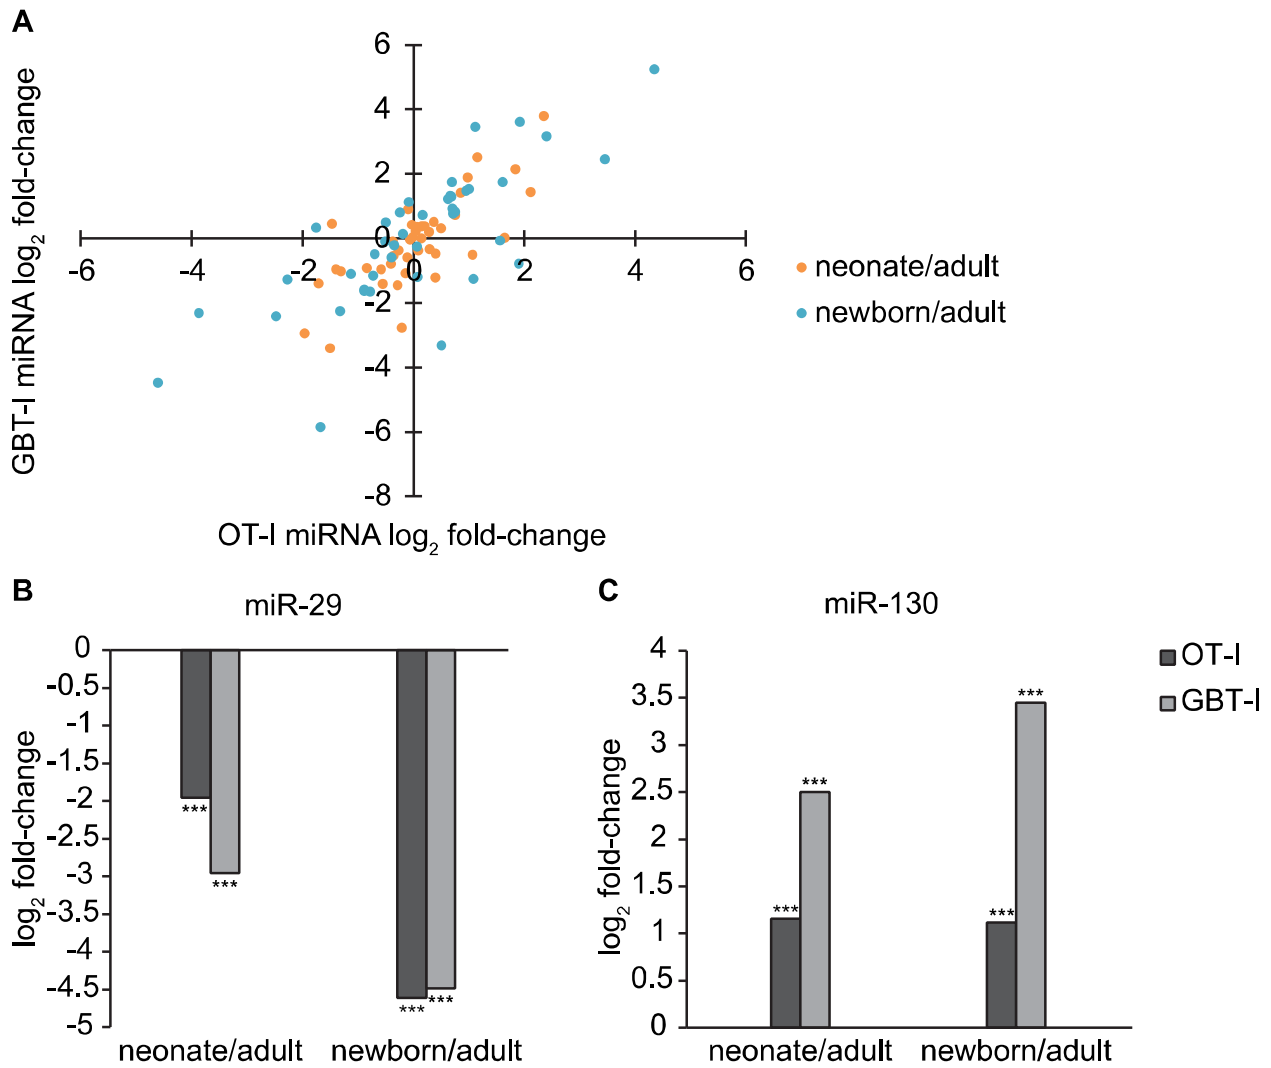 A
GBT-I miRNA log2 fold-change
6
4
2
0
-2
-4
-6
-8
-6
-4
-2
0
2
4
6
neonate/adult
newborn/adult
OT-I miRNA log2 fold-change
B
miR-29
log2 fold-change
0
-0.5
-1
-1.5
-2
-2.5
-3
-3.5
-4
-4.5
-5
***
***
***
***
neonate/adult
newborn/adult
C
miR-130
log2 fold-change
4
3.5
3
2.5
2
1.5
1
0.5
0
***
***
***
***
neonate/adult
newborn/adult
OT-I
GBT-I